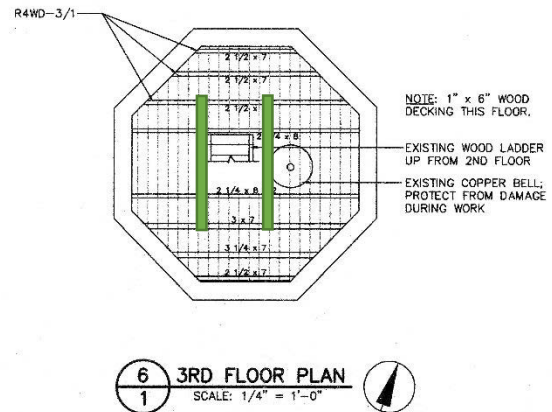 R4WD-3/1
2 1/2 x 7
2 1/2 x 7
2 1/2 x
NOTE: 1" x 6" WOOD
DECKING THIS FLOOR.
x 8
EXISTING WOOD LADDER
UP FROM 2ND FLOOR
EXISTING COPPER BELL;
PROTECT FROM DAMAGE
DURING WORK
2 1/4 x 8
3 x 7
3 1/4 x 7
2 1/2 x 7
6
1
3RD FLOOR PLAN
SCALE: 1/4" = 1'-0"